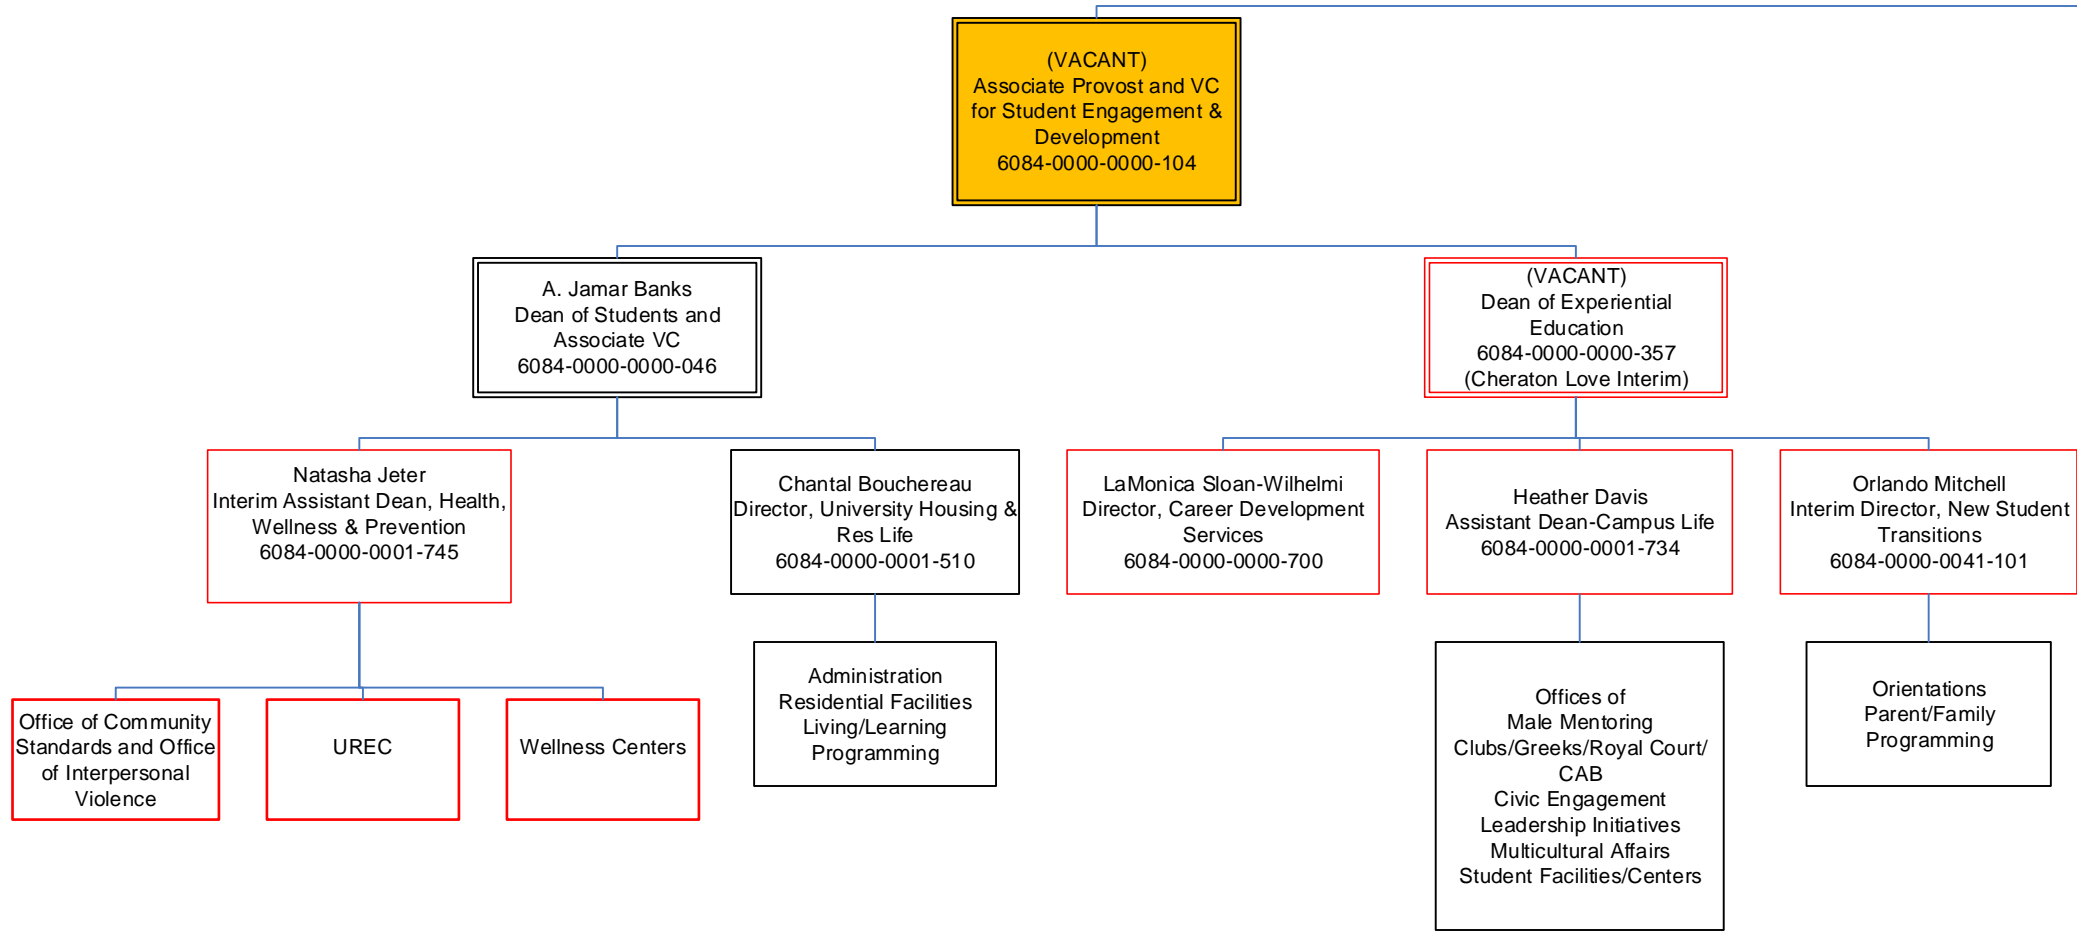 (VACANT)
Associate Provost and VC
for Student Engagement &
Development
6084-0000-0000-104
A. Jamar Banks
Dean of Students and
Associate VC
6084-0000-0000-046
(VACANT)
Dean of Experiential
Education
6084-0000-0000-357
(Cheraton Love Interim)
Natasha Jeter
Interim Assistant Dean, Health,
Wellness & Prevention
6084-0000-0001-745
Chantal Bouchereau
Director, University Housing &
Res Life
6084-0000-0001-510
LaMonica Sloan-Wilhelmi
Director, Career Development
Services
6084-0000-0000-700
Heather Davis
Assistant Dean-Campus Life
6084-0000-0001-734
Orlando Mitchell
Interim Director, New Student
Transitions
6084-0000-0041-101
Office of Community
Standards and Office
of Interpersonal
Violence
UREC
Wellness Centers
Administration
Residential Facilities
Living/Learning
Programming
Offices of
Male Mentoring
Clubs/Greeks/Royal Court/
CAB
Civic Engagement
Leadership Initiatives
Multicultural Affairs
Student Facilities/Centers
Orientations
Parent/Family
Programming